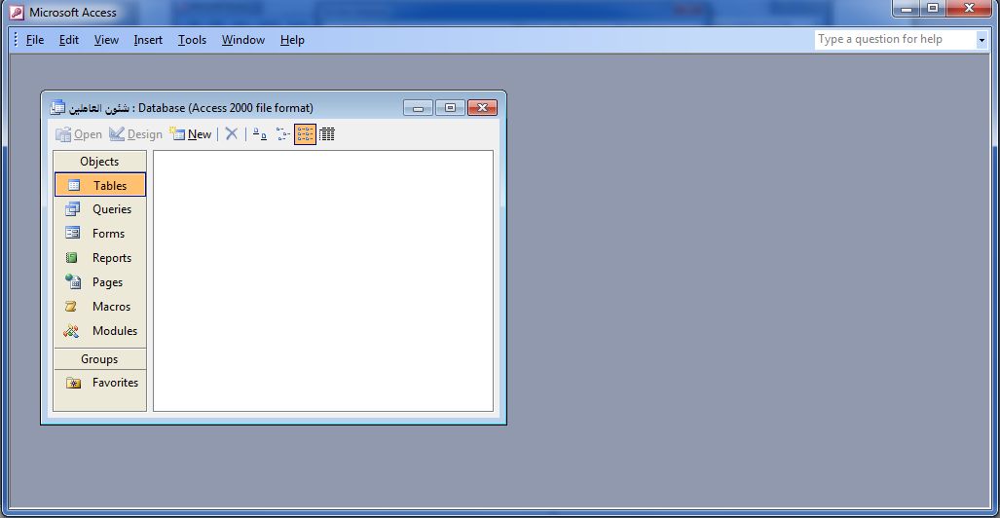 Microsoft Access
File Edit View Insert Tools Window Help Type a question for help
شئون العاملين : Database (Access 2000 file format)
Open Design New
Objects
Tables
Queries
Forms
Reports
Pages
Macros
Modules
Groups
Favorites